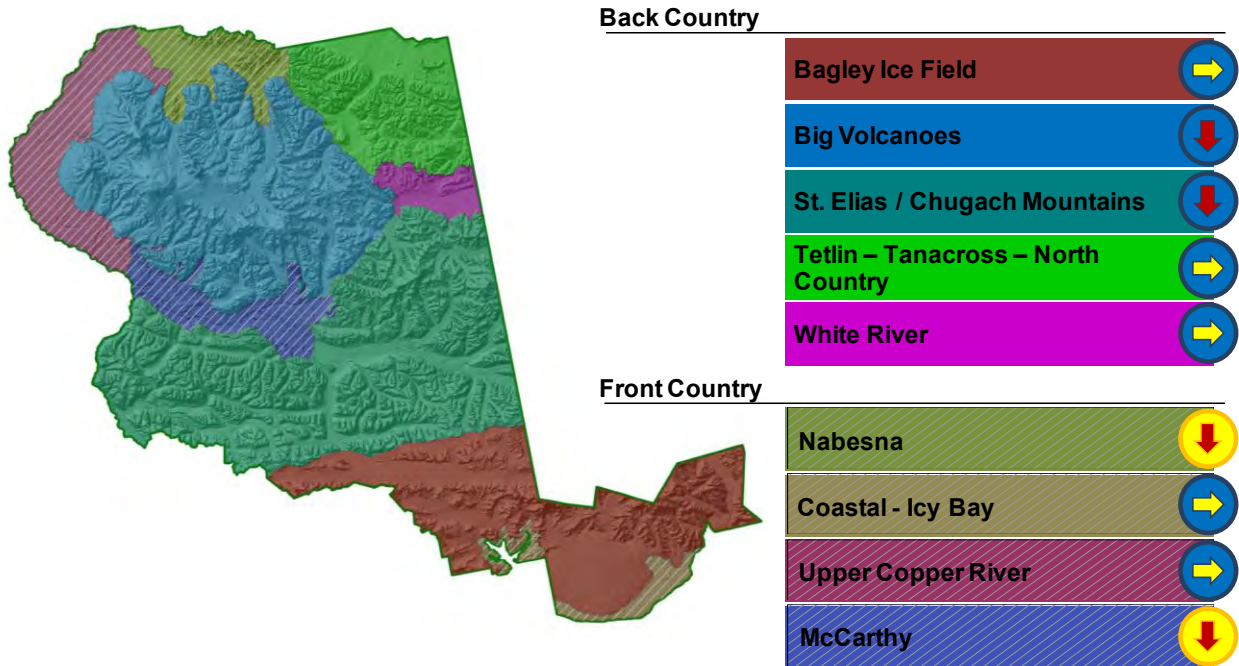 Back Country
Bagley Ice Field
Big Volcanoes
St. Elias / Chugach Mountains
Tetlin – Tanacross – North
Country
White River
Front Country
Nabesna
Coastal - Icy Bay
Upper Copper River
McCarthy